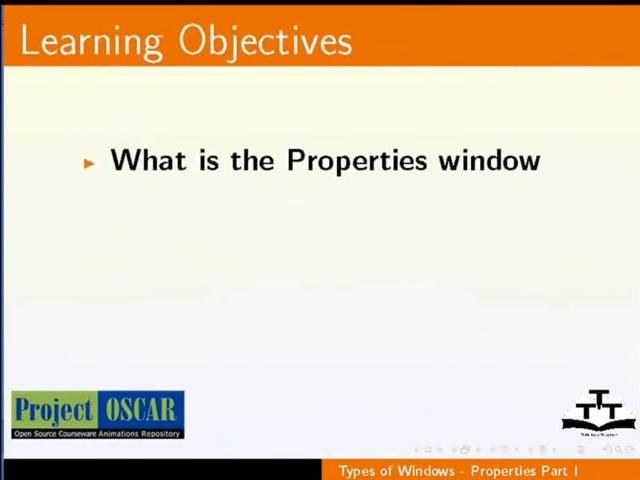 Learning Objectives
What is the Properties window
Project OSCAR
Open Source Courseware Animations Repository
TTT
Types of Windows - Properties Part I